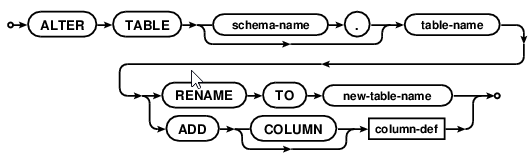 ALTER TABLE schema-name . table-name
RENAME TO new-table-name
ADD COLUMN column-def